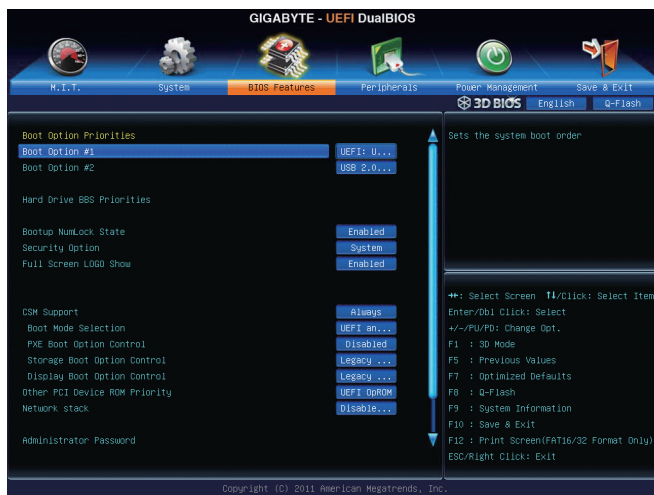 GIGABYTE - UEFI DualBIOS
M.I.T. System BIOS Features Peripherals Power Management Save & Exit
3D BIOS English Q-Flash
Boot Option Priorities
Boot Option #1 UEFI: U...
Boot Option #2 USB 2.0...
Hard Drive BBS Priorities
Bootup NumLock State Enabled
Security Option System
Full Screen LOGO Show Enabled
CSM Support Always
Boot Mode Selection UEFI an...
PXE Boot Option Control Disabled
Storage Boot Option Control Legacy ...
Display Boot Option Control Legacy ...
Other PCI Device ROM Priority UEFI OpROM
Network stack Disable...
Administrator Password
Sets the system boot order
→←: Select Screen ↑↓/Click: Select Item
Enter/Dbl Click: Select
+/-/PU/PD: Change Opt.
F1 : 3D Mode
F5 : Previous Values
F7 : Optimized Defaults
F8 : Q-Flash
F9 : System Information
F10 : Save & Exit
F12 : Print Screen(FAT16/32 Format Only)
ESC/Right Click: Exit
Copyright (C) 2011 American Megatrends, Inc.